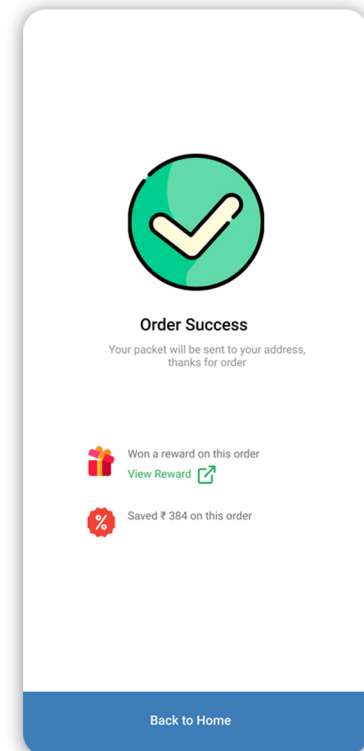 Order Success
Your packet will be sent to your address,
thanks for order
Won a reward on this order
View Reward
%
Saved ₹ 384 on this order
Back to Home